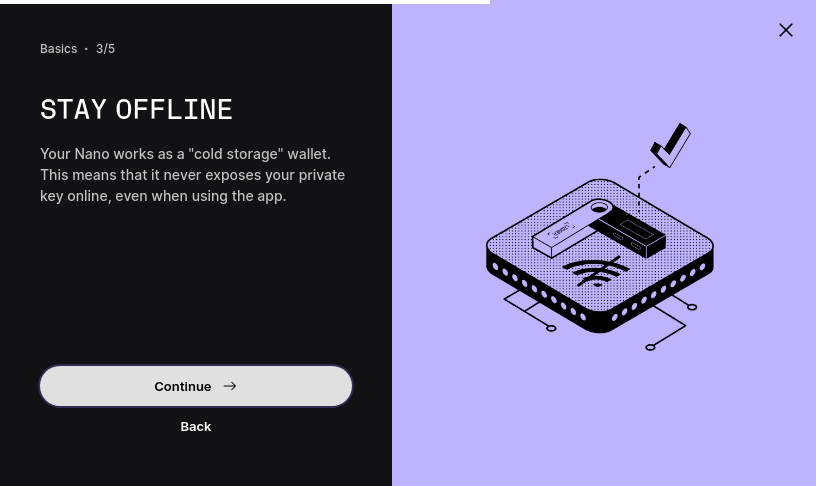 Basics • 3/5
STAY OFFLINE
Your Nano works as a "cold storage" wallet.
This means that it never exposes your private
key online, even when using the app.
Continue →
Back